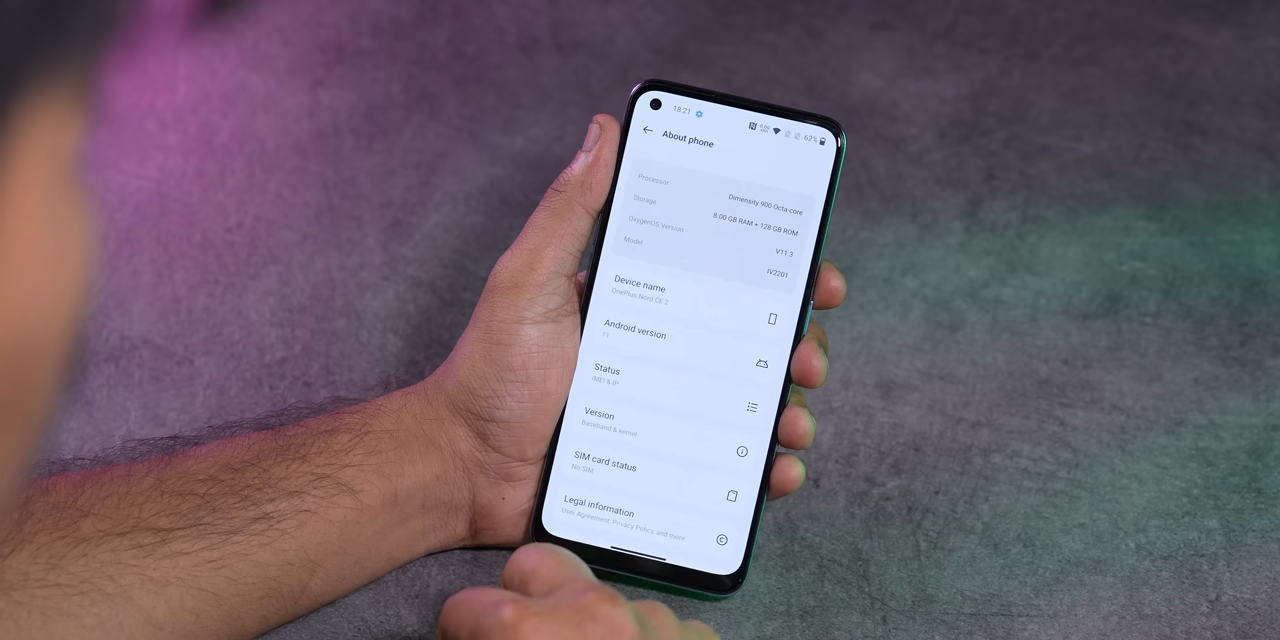 18:21
62%
About phone
Processor
Dimensity 900 Octa-core
Storage
8.00 GB RAM + 128 GB ROM
OxygenOS Version
V11.3
Model
IV2201
Device name
OnePlus Nord CE 2
Android version
11
Status
IMEI & IP
Version
Baseband & kernel
SIM card status
No SIM
Legal information
User Agreement, Privacy Policy, and more